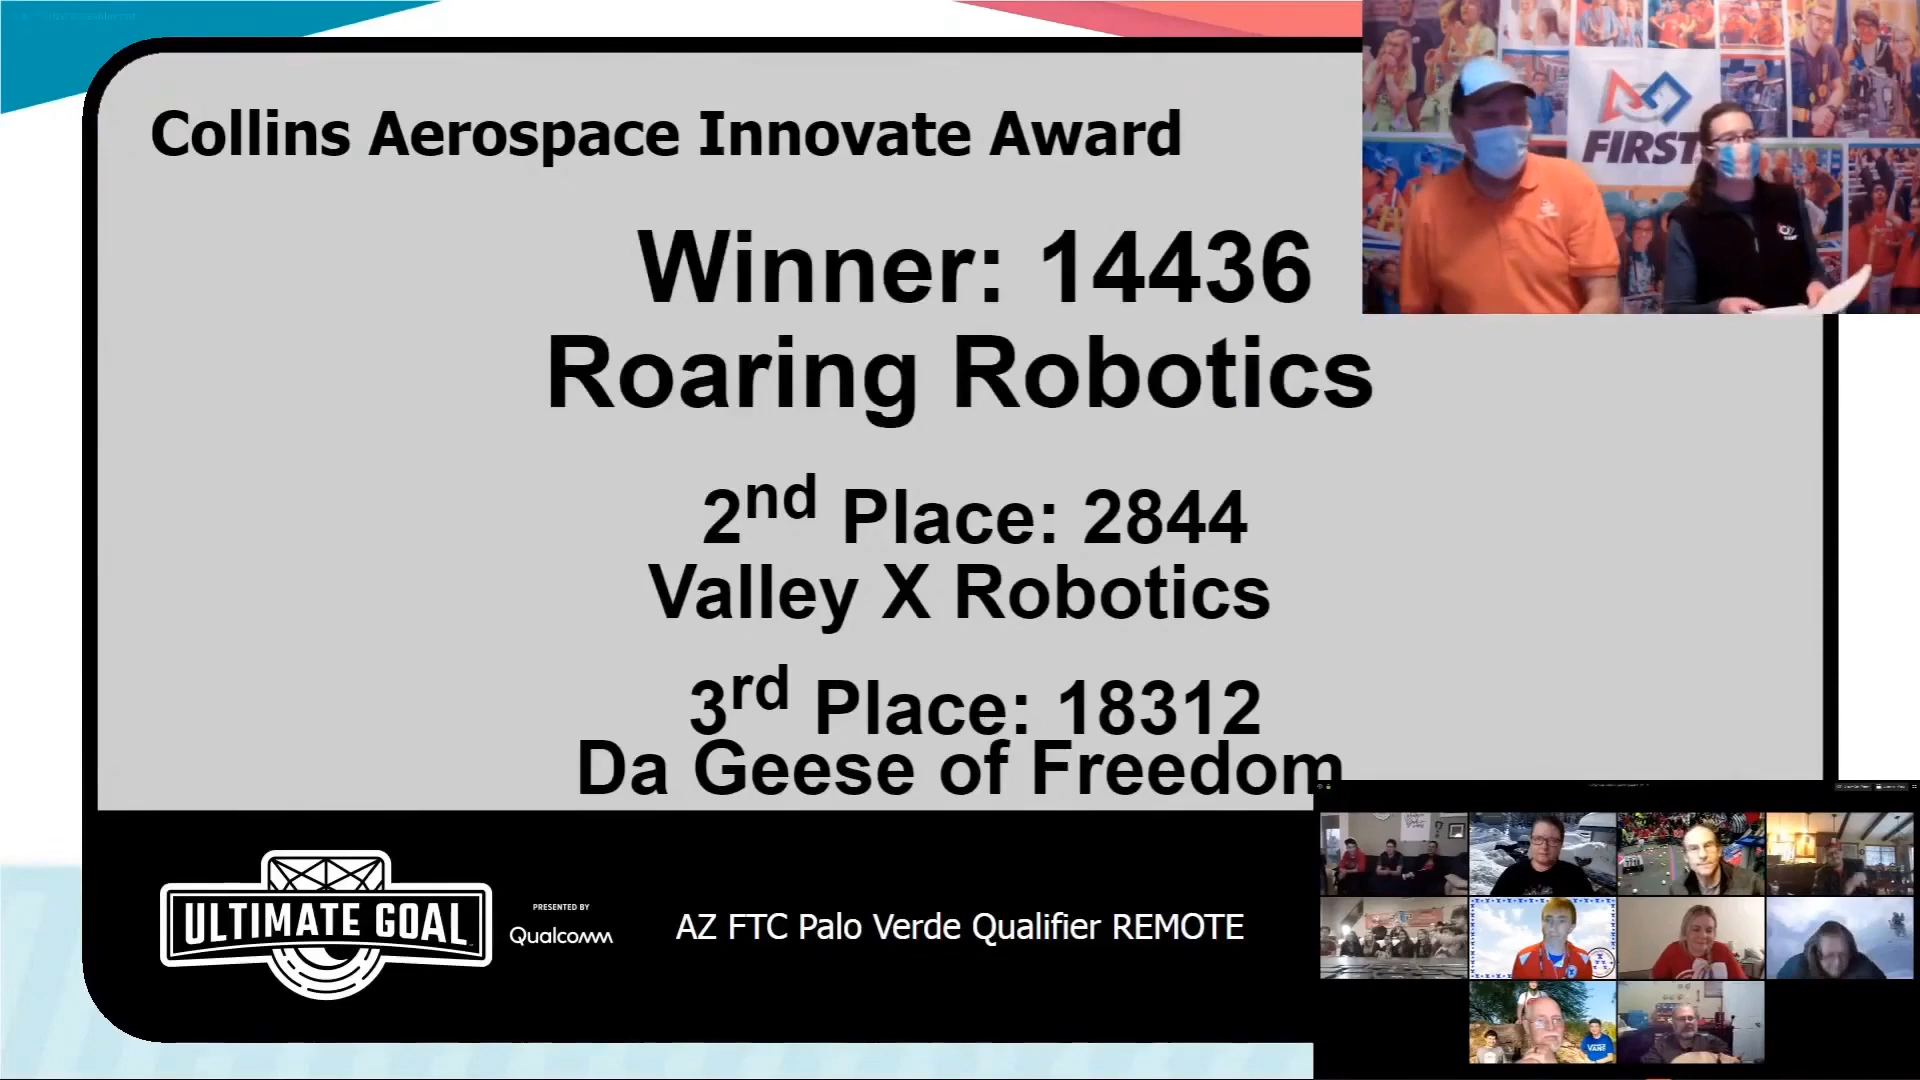 Collins Aerospace Innovate Award
Winner: 14436
Roaring Robotics
2nd Place: 2844
Valley X Robotics
3rd Place: 18312
Da Geese of Freedom
FIRST
ULTIMATE GOAL
PRESENTED BY
Qualcomm
AZ FTC Palo Verde Qualifier REMOTE